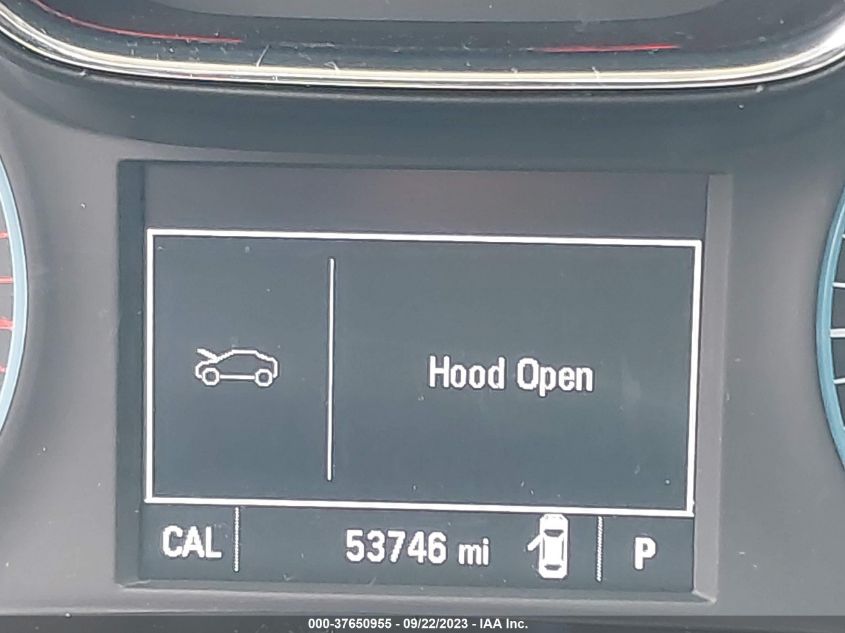 Hood Open
CAL 53746 mi P
000-37650955 - 09/22/2023 - IAA Inc.